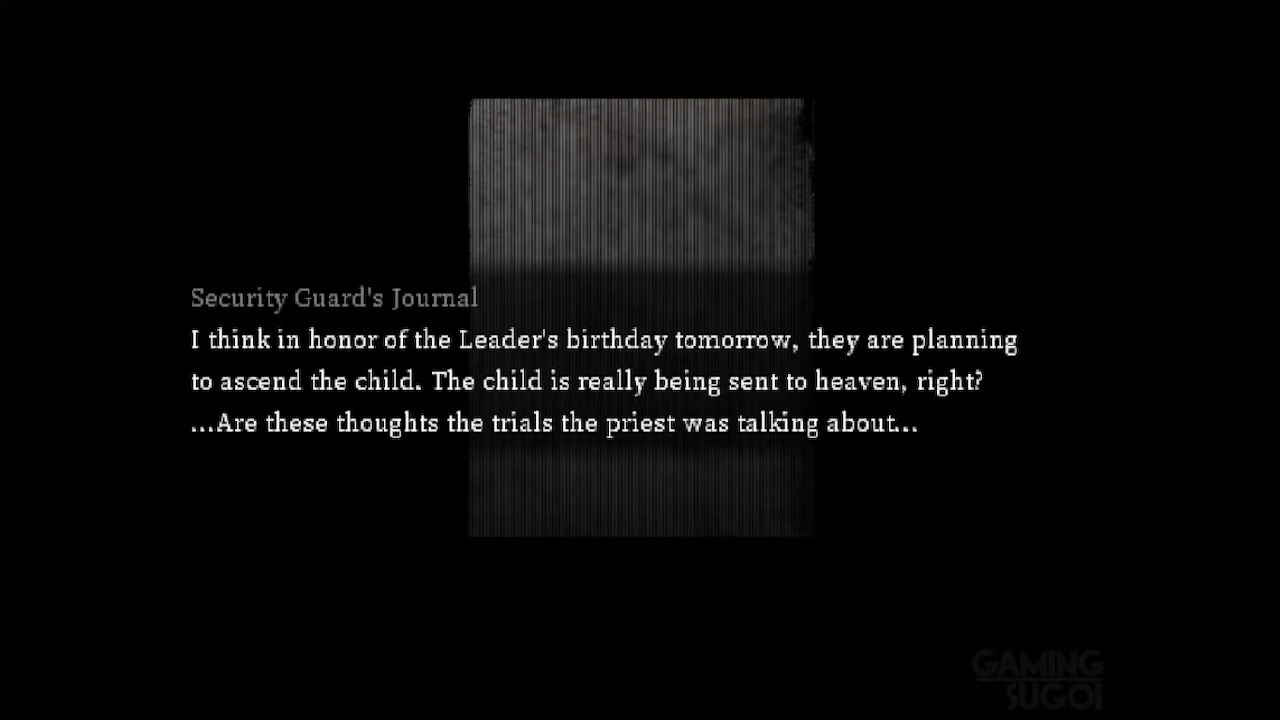 Security Guard's Journal
I think in honor of the Leader's birthday tomorrow, they are planning
to ascend the child. The child is really being sent to heaven, right?
...Are these thoughts the trials the priest was talking about...
GAMING
SUGOI